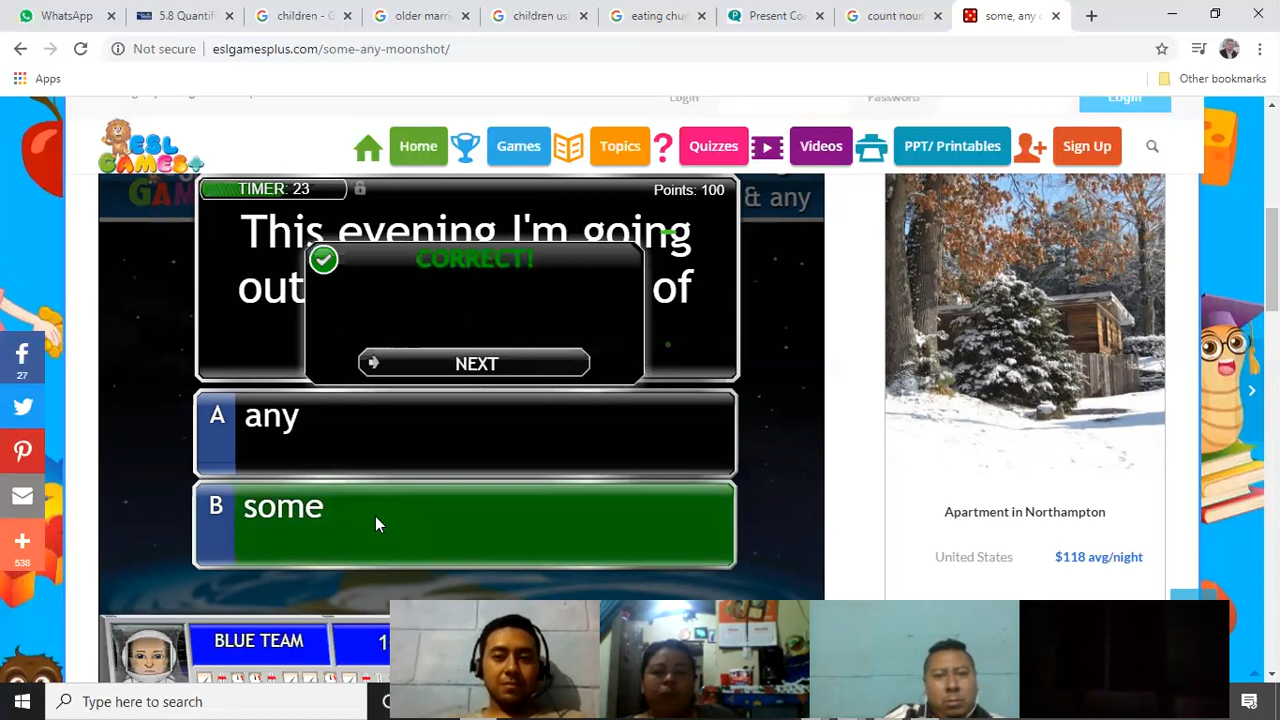 WhatsApp
5.8 Quantif
children - G
older maris
children us
eating chu
Present Co
count noun
some, any
Not secure
eslgamesplus.com/some-any-moonshot/
Apps
Other bookmarks
Login
Password
Login
ESL
GAMES+
Home
Games
Topics
?
Quizzes
Videos
PPT/ Printables
Sign Up
TIMER: 23
Points: 100
& any
This evening I'm going
out
of
CORRECT!
NEXT
A
any
B
some
27
538
Apartment in Northampton
United States
$118 avg/night
BLUE TEAM
1
Type here to search